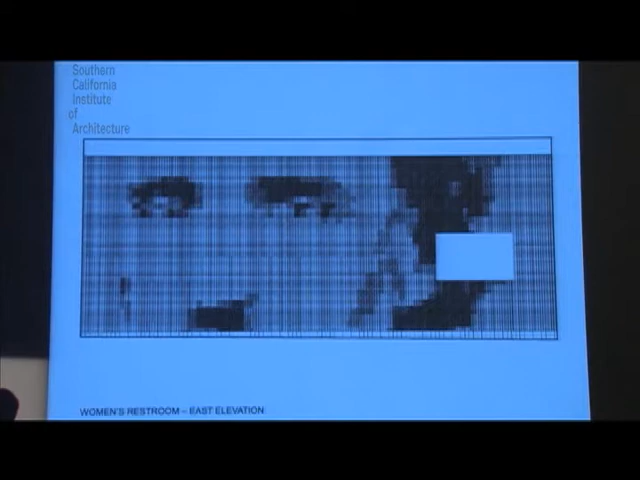 Southern
California
Institute
of
Architecture
WOMEN'S RESTROOM – EAST ELEVATION